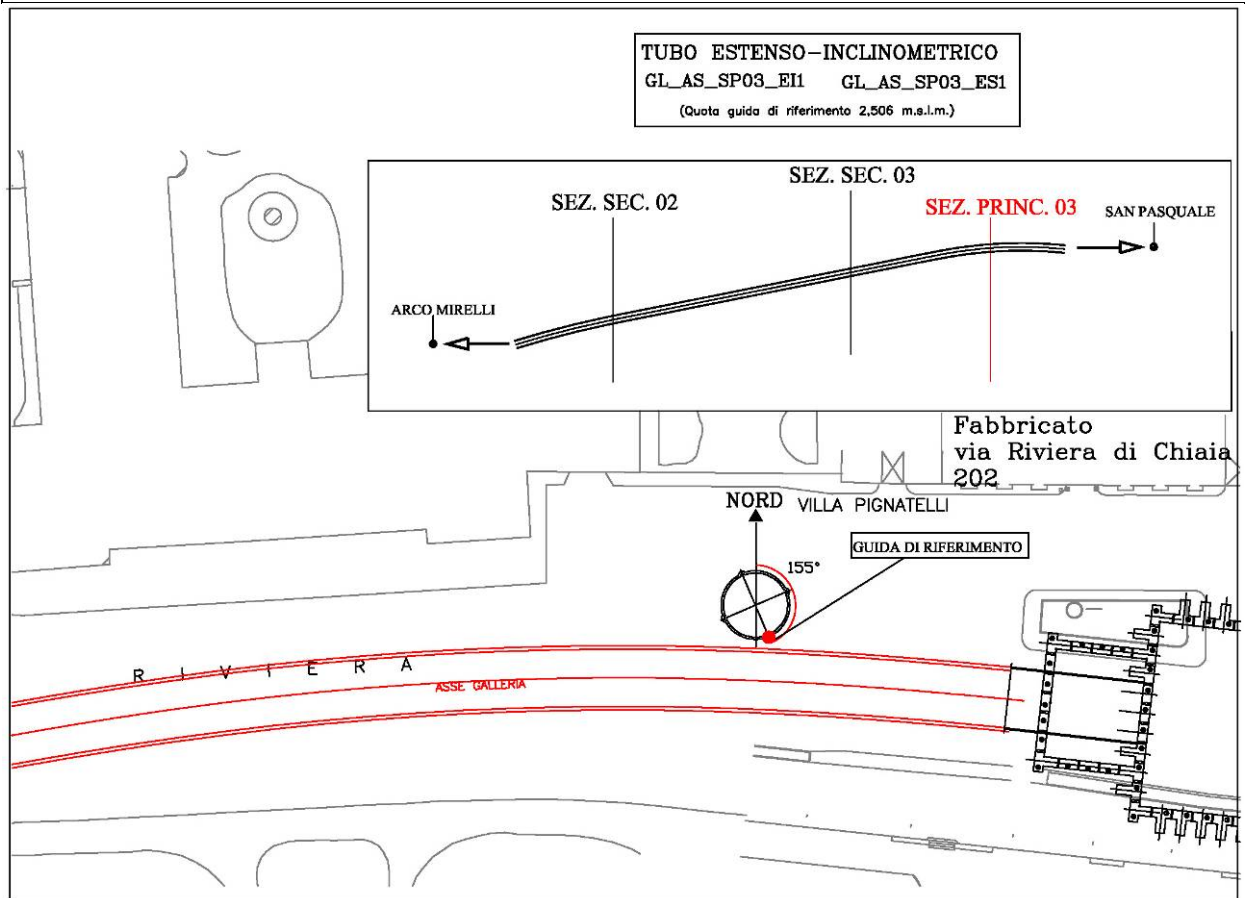 TUBO ESTENSO-INCLINOMETRICO
GL_AS_SP03_EI1 GL_AS_SP03_ES1
(Quota guida di riferimento 2,506 m.s.l.m.)
SEZ. SEC. 02
SEZ. SEC. 03
SEZ. PRINC. 03
SAN PASQUALE
ARCO MIRELLI
Fabbricato
via Riviera di Chiaia
202
NORD
VILLA PIGNATELLI
GUIDA DI RIFERIMENTO
155°
RIVIERA
ASSE GALLERIA